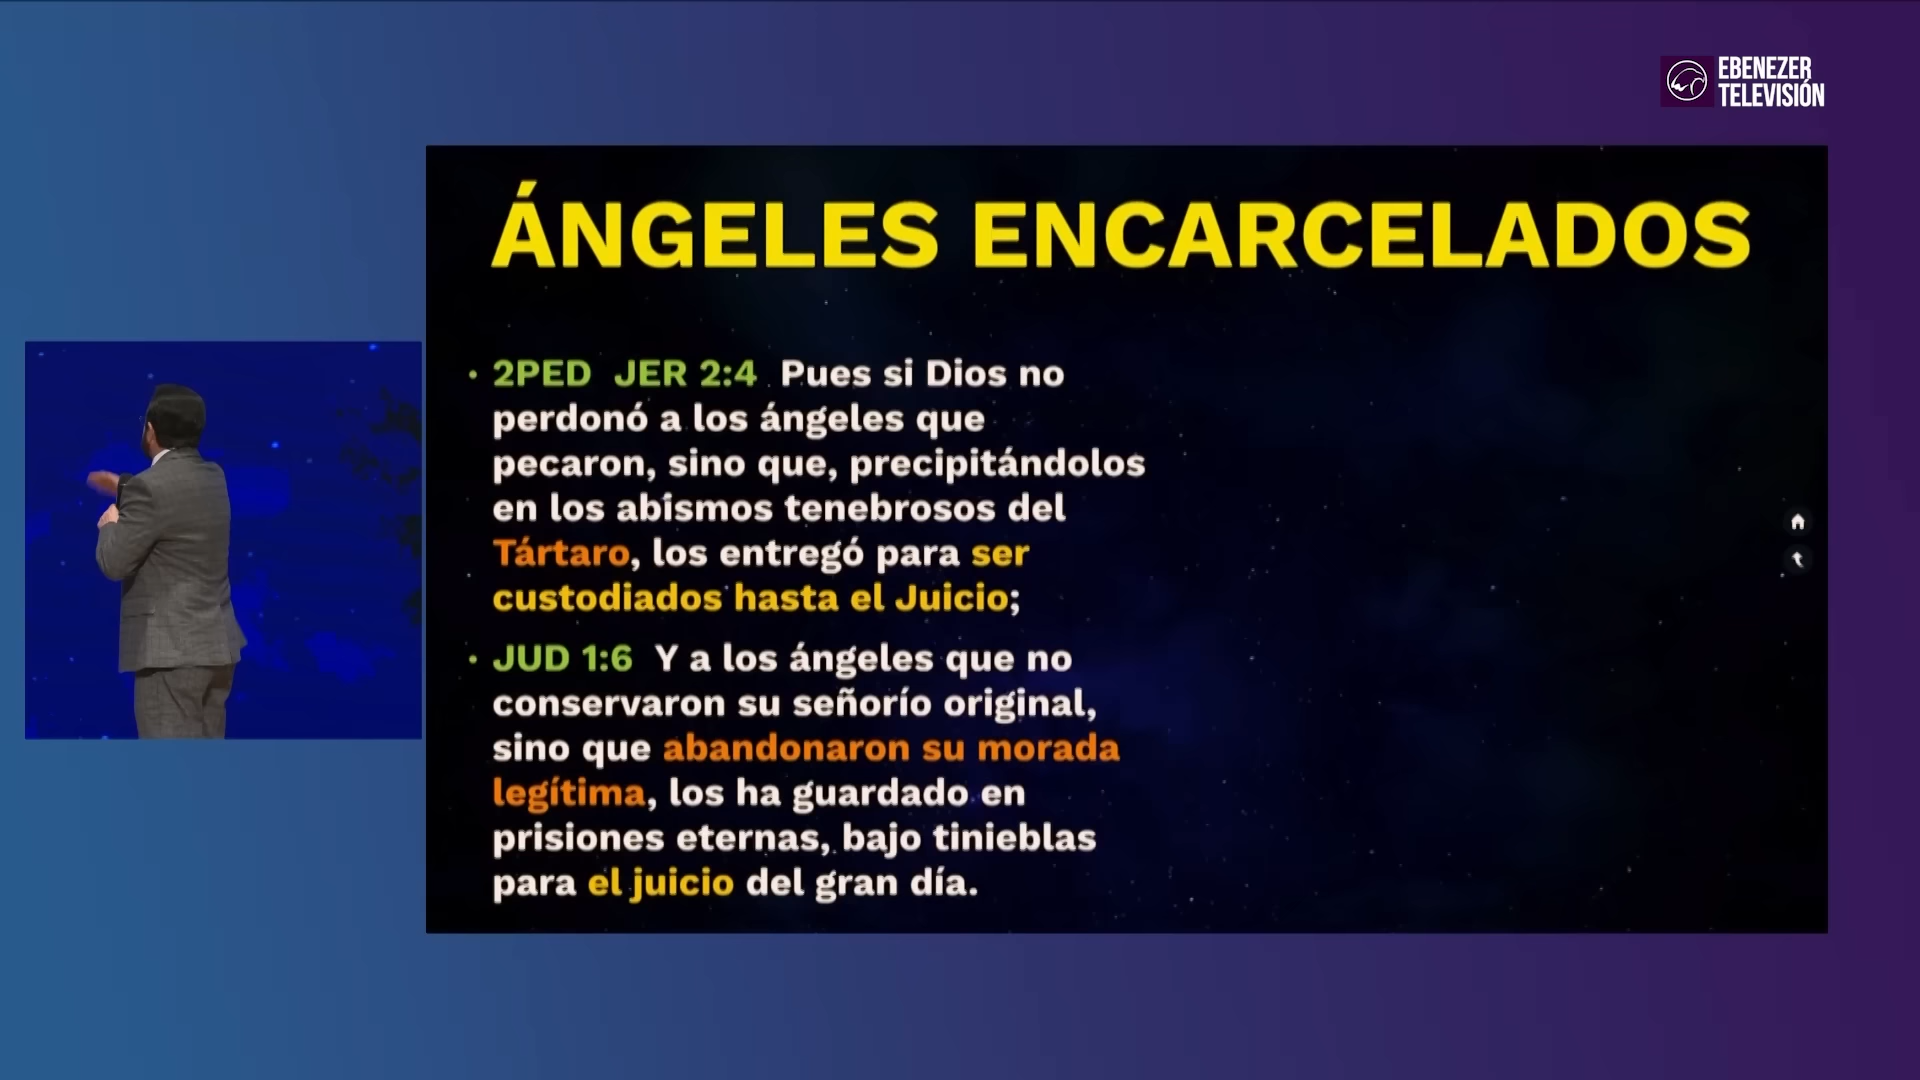 EBENEZER
TELEVISIÓN
ÁNGELES ENCARCELADOS
• 2PED JER 2:4 Pues si Dios no
perdonó a los ángeles que
pecaron, sino que, precipitándolos
en los abismos tenebrosos del
Tártaro, los entregó para ser
custodiados hasta el Juicio;
• JUD 1:6 Y a los ángeles que no
conservaron su señorío original,
sino que abandonaron su morada
legítima, los ha guardado en
prisiones eternas, bajo tinieblas
para el juicio del gran día.